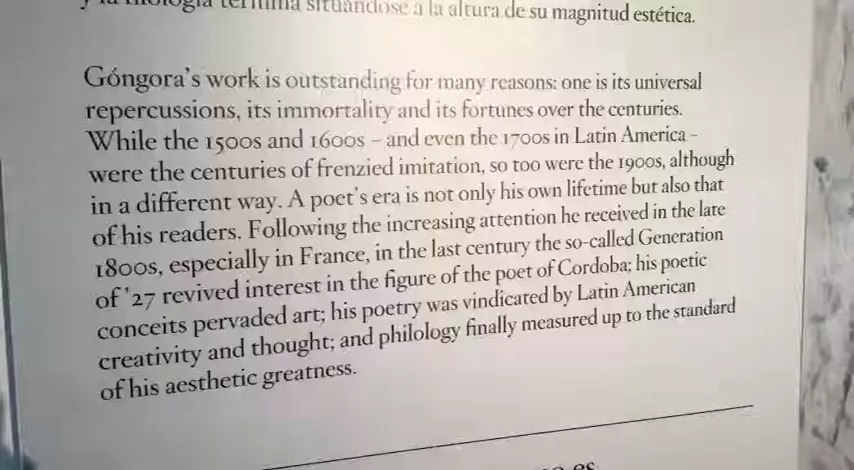 y la filología termina situándose a la altura de su magnitud estética.
Góngora's work is outstanding for many reasons: one is its universal
repercussions, its immortality and its fortunes over the centuries.
While the 1500s and 1600s – and even the 1700s in Latin America –
were the centuries of frenzied imitation, so too were the 1900s, although
in a different way. A poet's era is not only his own lifetime but also that
of his readers. Following the increasing attention he received in the late
1800s, especially in France, in the last century the so-called Generation
of '27 revived interest in the figure of the poet of Cordoba; his poetic
conceits pervaded art; his poetry was vindicated by Latin American
creativity and thought; and philology finally measured up to the standard
of his aesthetic greatness.
es